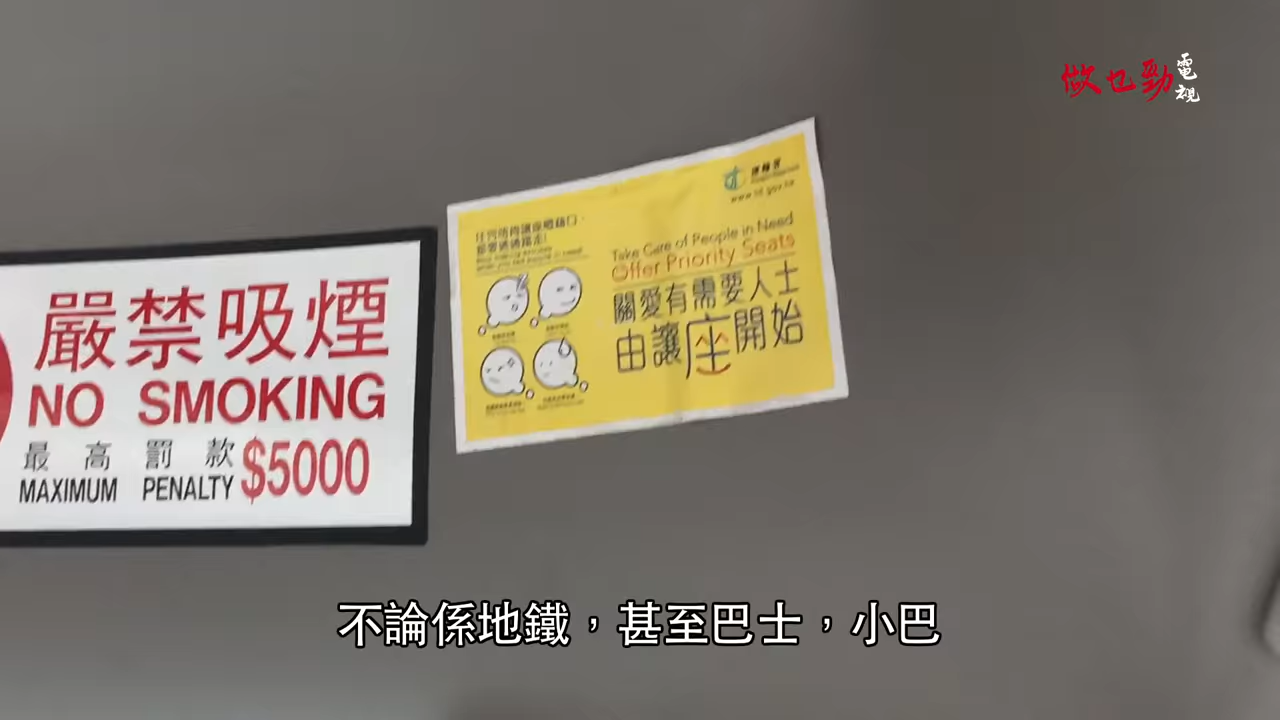 做乜勁
電視
嚴禁吸煙
NO SMOKING
最高罰款 $5000
MAXIMUM PENALTY
運輸署
www.td.gov.hk
Take Care of People in Need
Offer Priority Seats
關愛有需要人士
由讓座開始
不論係地鐵，甚至巴士，小巴